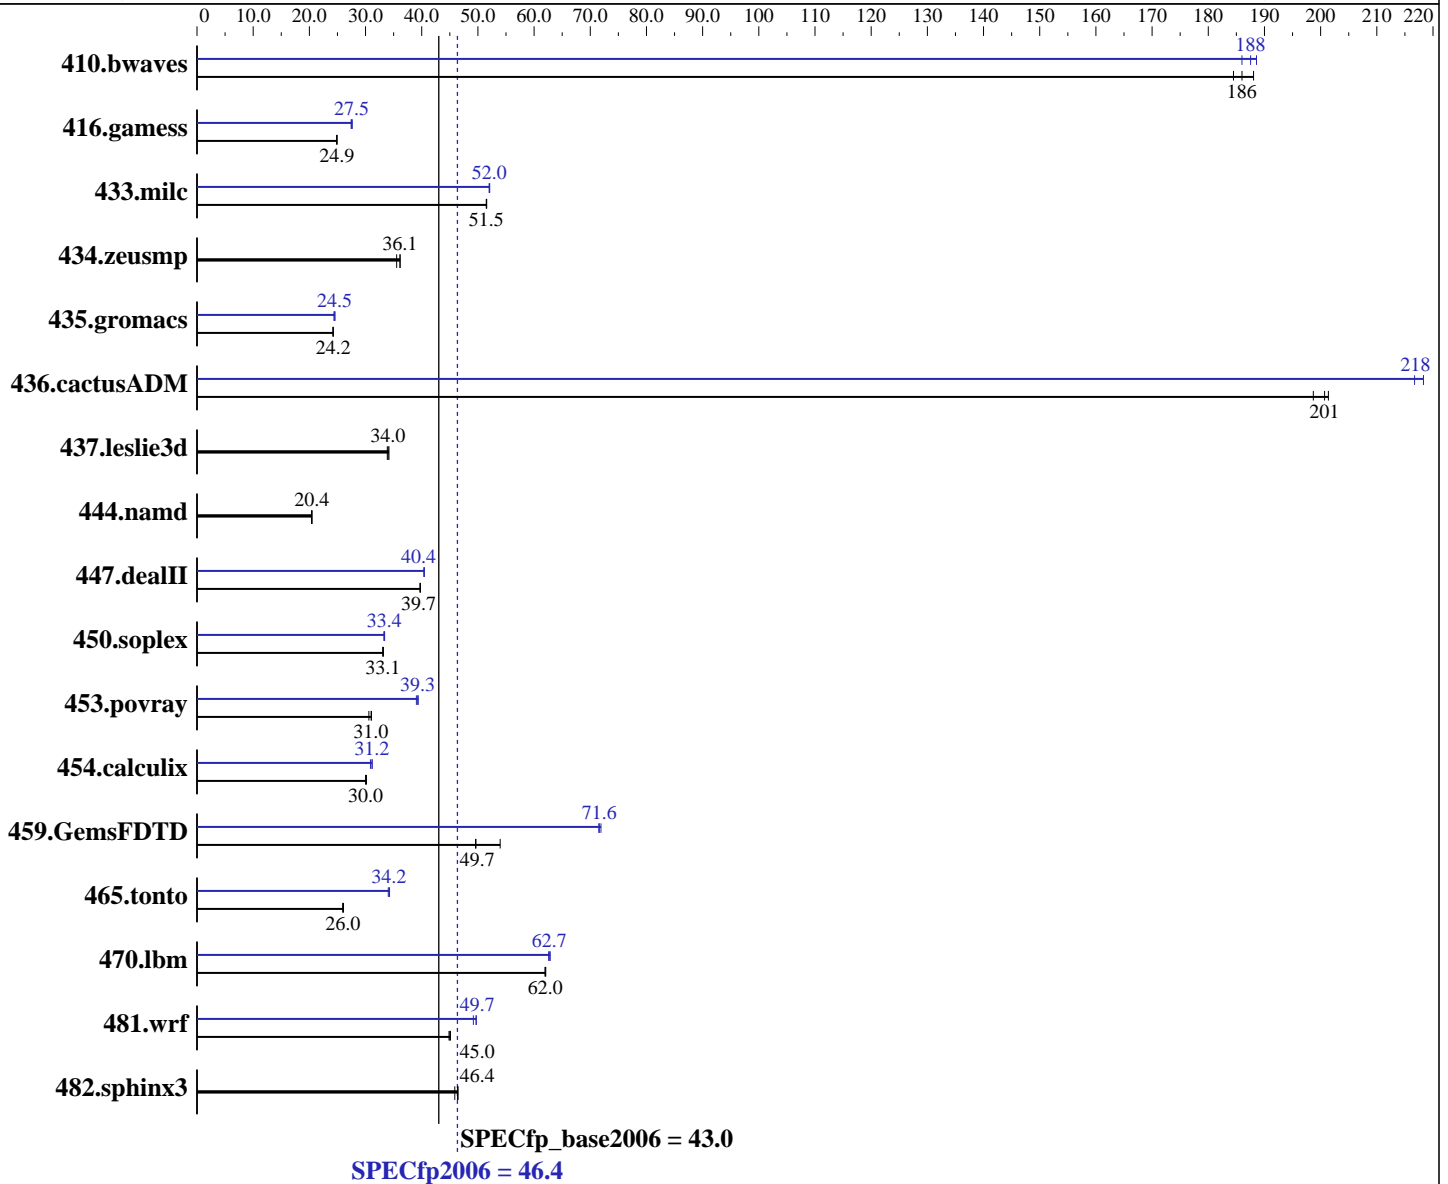 0 10.0 20.0 30.0 40.0 50.0 60.0 70.0 80.0 90.0 100 110 120 130 140 150 160 170 180 190 200 210 220
188
410.bwaves
186
27.5
416.gamess
24.9
52.0
433.milc
51.5
36.1
434.zeusmp
24.5
435.gromacs
24.2
218
436.cactusADM
201
34.0
437.leslie3d
20.4
444.namd
40.4
447.dealII
39.7
33.4
450.soplex
33.1
39.3
453.povray
31.0
31.2
454.calculix
30.0
71.6
459.GemsFDTD
49.7
34.2
465.tonto
26.0
62.7
470.lbm
62.0
49.7
481.wrf
45.0
46.4
482.sphinx3
SPECfp_base2006 = 43.0
SPECfp2006 = 46.4